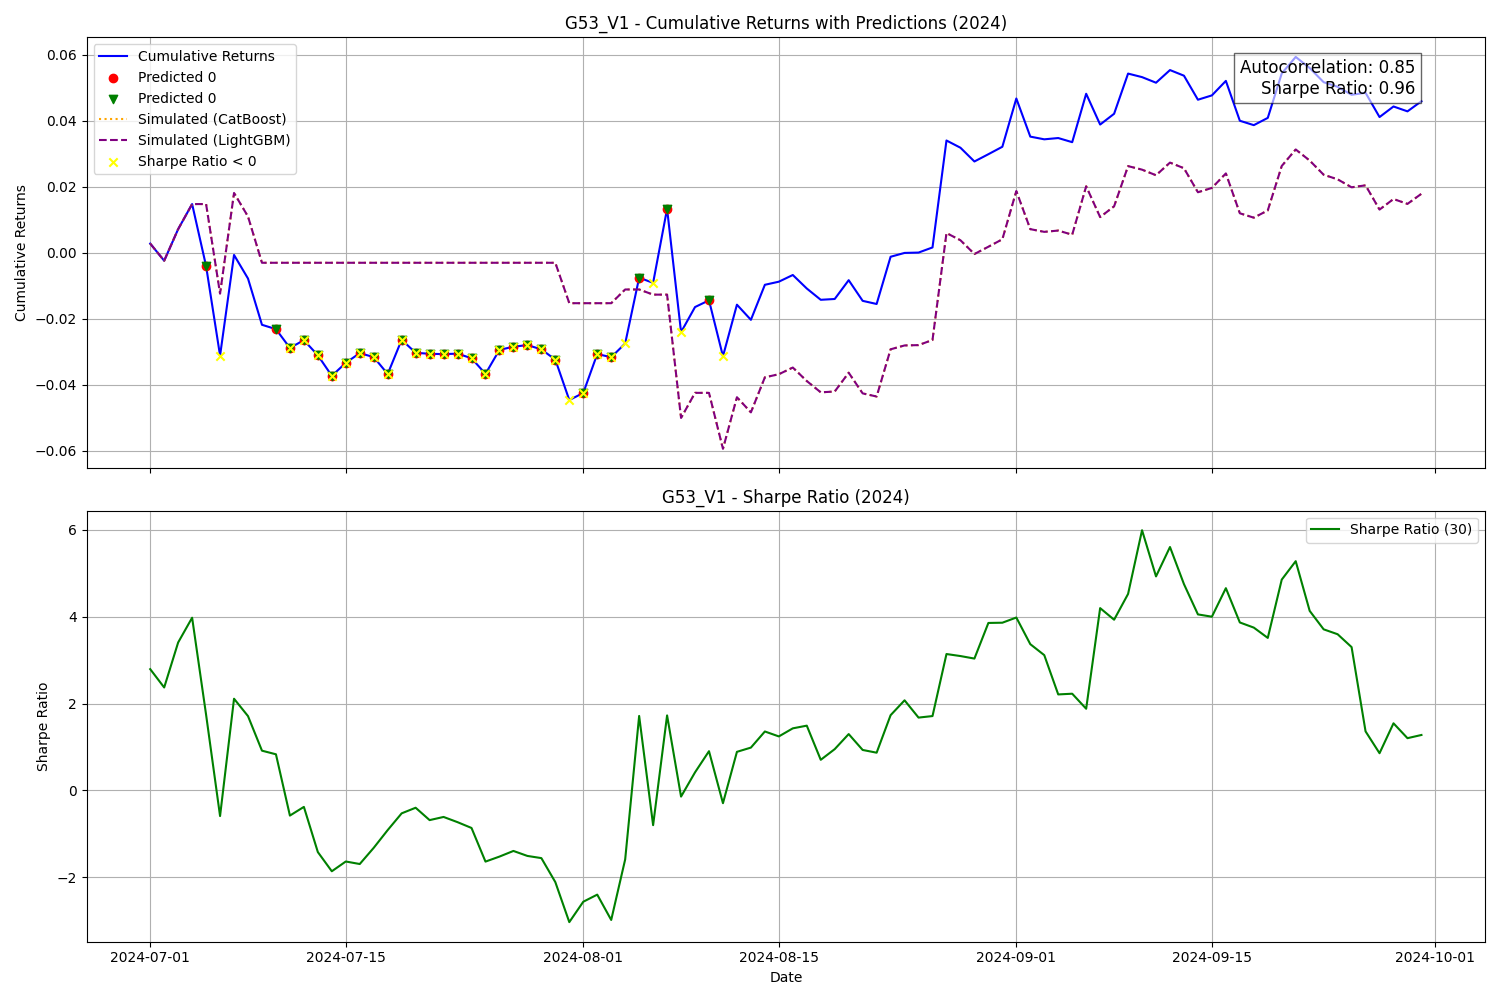 G53_V1 - Cumulative Returns with Predictions (2024)
Cumulative Returns
0.06
0.04
0.02
0.00
−0.02
−0.04
−0.06
Cumulative Returns
Predicted 0
Predicted 0
Simulated (CatBoost)
Simulated (LightGBM)
Sharpe Ratio < 0
Autocorrelation: 0.85
Sharpe Ratio: 0.96
G53_V1 - Sharpe Ratio (2024)
Sharpe Ratio
6
4
2
0
−2
Sharpe Ratio (30)
2024-07-01
2024-07-15
2024-08-01
2024-08-15
2024-09-01
2024-09-15
2024-10-01
Date